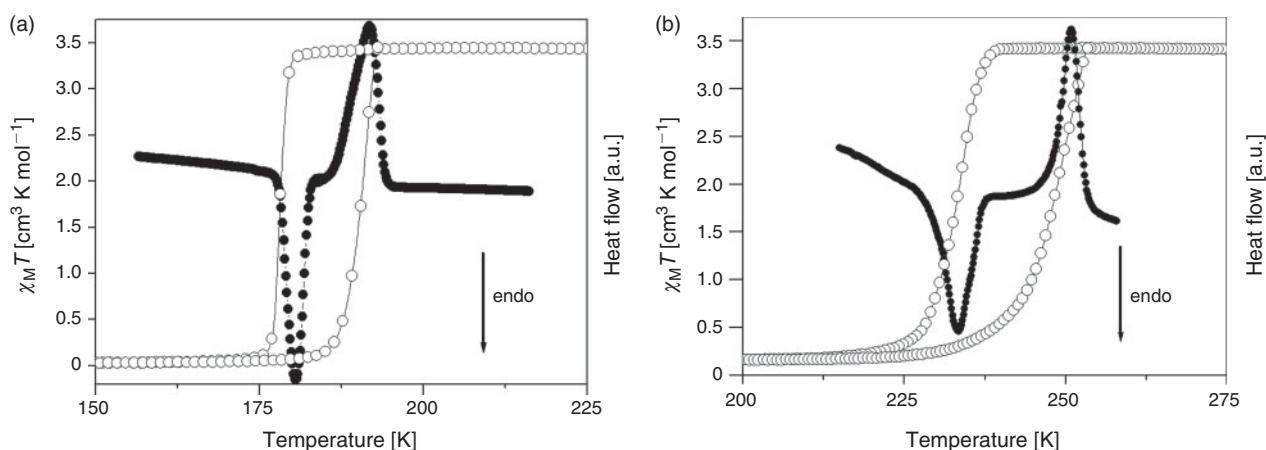 (a)
χMT [cm³ K mol⁻¹]
3.5
3.0
2.5
2.0
1.5
1.0
0.5
0
150
175
200
225
Temperature [K]
Heat flow [a.u.]
endo
(b)
χMT [cm³ K mol⁻¹]
3.5
3.0
2.5
2.0
1.5
1.0
0.5
0
200
225
250
275
Temperature [K]
Heat flow [a.u.]
endo